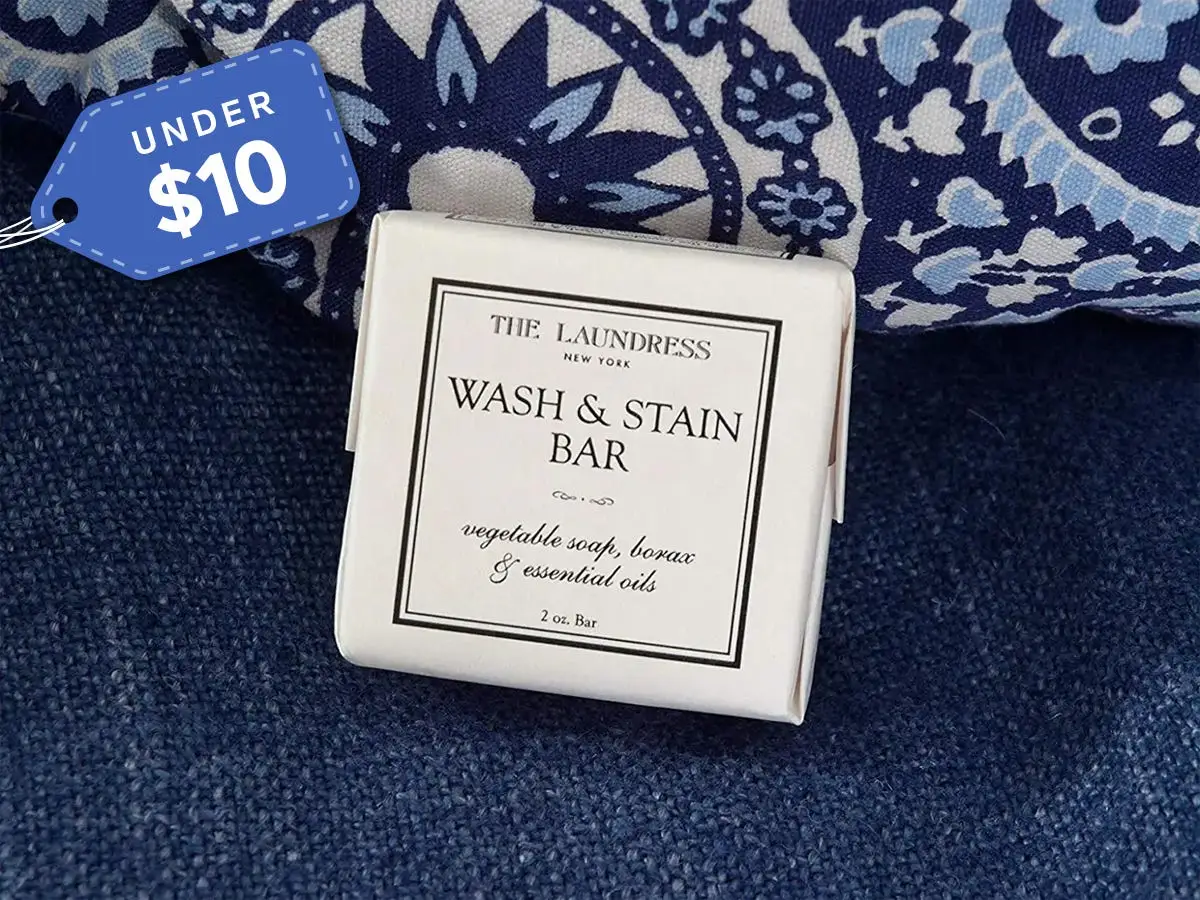 UNDER
$10
THE LAUNDRESS
NEW YORK
WASH & STAIN
BAR
vegetable soap, borax
& essential oils
2 oz. Bar